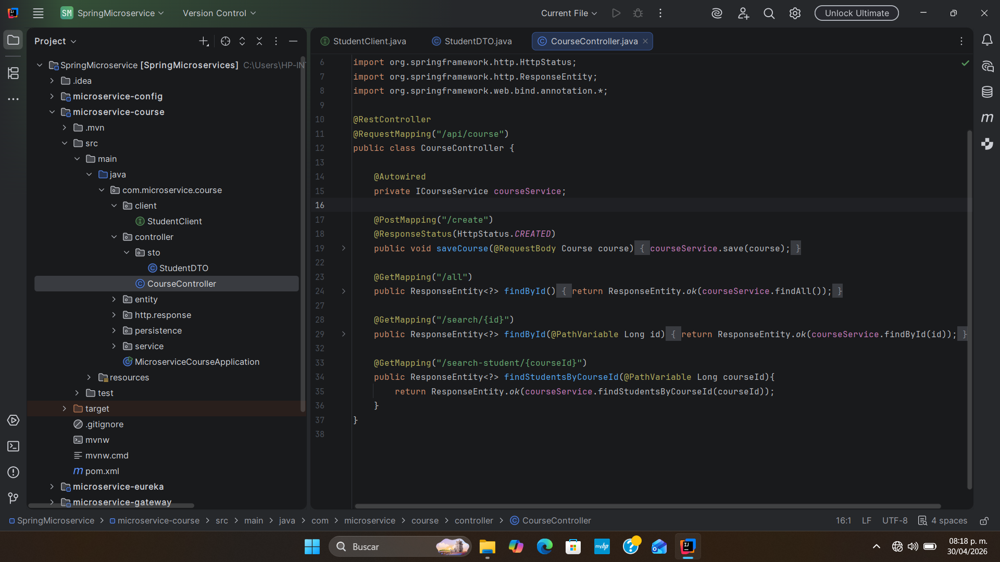 SM SpringMicroservice Version Control Current File Unlock Ultimate
Project
SpringMicroservice [SpringMicroservices] C:\Users\HP-IN
.idea
microservice-config
microservice-course
.mvn
src
main
java
com.microservice.course
client
StudentClient
controller
sto
StudentDTO
CourseController
entity
http.response
persistence
service
MicroserviceCourseApplication
resources
test
target
.gitignore
mvnw
mvnw.cmd
pom.xml
microservice-eureka
microservice-gateway
StudentClient.java StudentDTO.java CourseController.java
6 import org.springframework.http.HttpStatus;
7 import org.springframework.http.ResponseEntity;
8 import org.springframework.web.bind.annotation.*;
9
10 @RestController
11 @RequestMapping("/api/course")
12 public class CourseController {
13
14 @Autowired
15 private ICourseService courseService;
16
17 @PostMapping("/create")
18 @ResponseStatus(HttpStatus.CREATED)
19 public void saveCourse(@RequestBody Course course) { courseService.save(course); }
22
23 @GetMapping("/all")
24 public ResponseEntity<?> findById() { return ResponseEntity.ok(courseService.findAll()); }
27
28 @GetMapping("/search/{id}")
29 public ResponseEntity<?> findById(@PathVariable Long id) { return ResponseEntity.ok(courseService.findById(id)); }
32
33 @GetMapping("/search-student/{courseId}")
34 public ResponseEntity<?> findStudentsByCourseId(@PathVariable Long courseId){
35 return ResponseEntity.ok(courseService.findStudentsByCourseId(courseId));
36 }
37 }
38
SpringMicroservice > microservice-course > src > main > java > com > microservice > course > controller > CourseController 16:1 LF UTF-8 4 spaces
Buscar
08:18 p. m.
30/04/2026